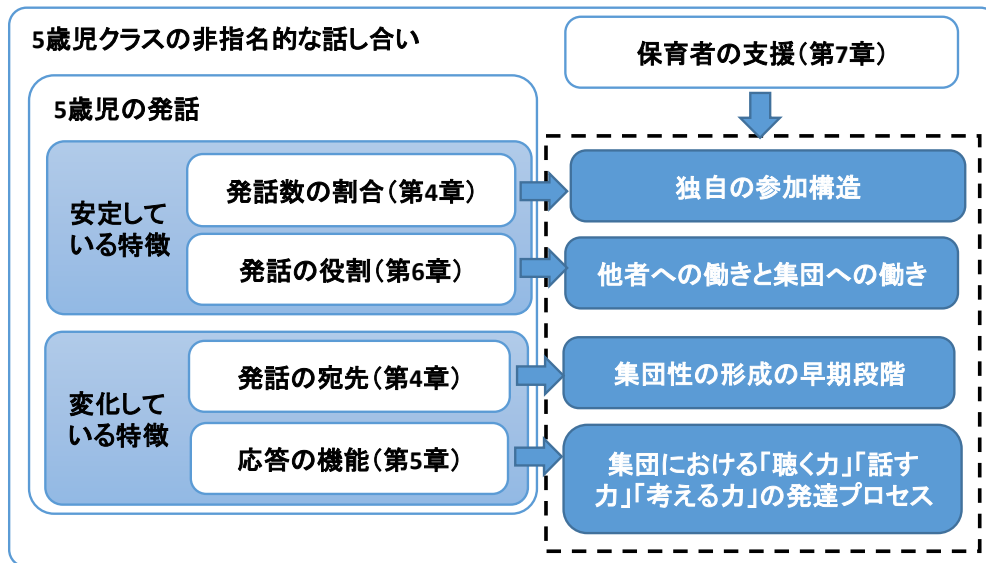 5歳児クラスの非指名的な話し合い
保育者の支援(第7章)
5歳児の発話
安定して
いる特徴
発話数の割合(第4章)
独自の参加構造
発話の役割(第6章)
他者への働きと集団への働き
変化して
いる特徴
発話の宛先(第4章)
集団性の形成の早期段階
応答の機能(第5章)
集団における「聴く力」「話す
力」「考える力」の発達プロセス